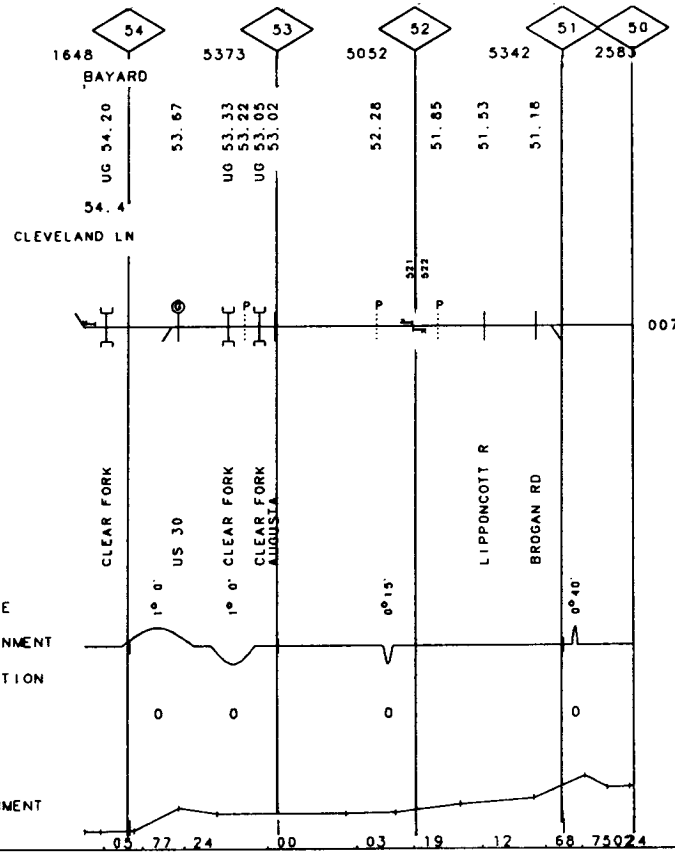 54 53 52 51 50
1648 5373 5052 5342 2583
BAYARD
UG 54.20
53.67
UG 53.33
53.22
UG 53.05
53.02
52.28
51.85
51.53
51.18
54.4
CLEVELAND LN
521
522
G
P
P
P
007
CLEAR FORK
US 30
CLEAR FORK
CLEAR FORK
AUGUSTA
LIPPONCOTT R
BROGAN RD
E
1° 0'
1° 0'
0° 15'
0° 40'
NMENT
TION
0 0 0 0
MENT
.05 .77 .24 .00 .03 .19 .12 .68 .75 .02 24